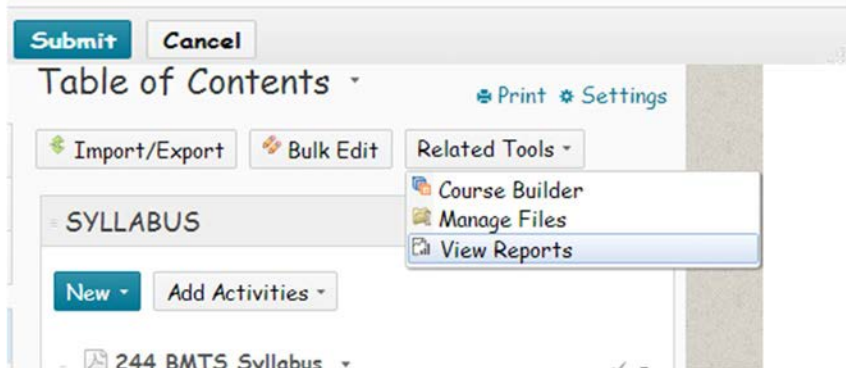 Submit Cancel
Table of Contents
Print Settings
Import/Export Bulk Edit Related Tools
Course Builder
Manage Files
View Reports
SYLLABUS
New Add Activities
244 BMTS Syllabus